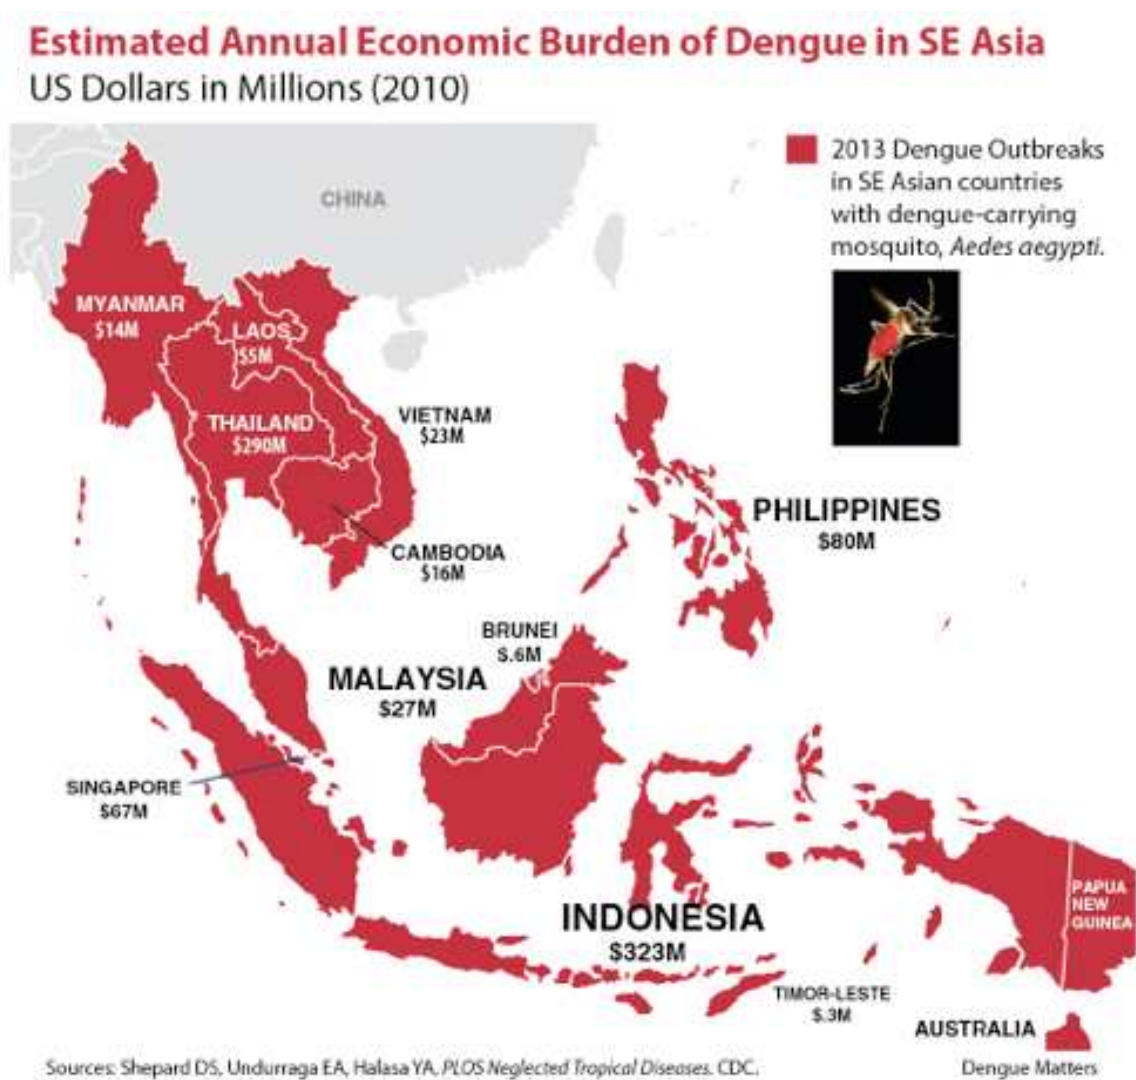 Estimated Annual Economic Burden of Dengue in SE Asia
US Dollars in Millions (2010)
2013 Dengue Outbreaks
in SE Asian countries
with dengue-carrying
mosquito, Aedes aegypti.
CHINA
MYANMAR
$14M
LAOS
$5M
THAILAND
$290M
VIETNAM
$23M
CAMBODIA
$16M
PHILIPPINES
$80M
BRUNEI
$.6M
MALAYSIA
$27M
SINGAPORE
$67M
INDONESIA
$323M
PAPUA
NEW
GUINEA
TIMOR-LESTE
$.3M
AUSTRALIA
Sources: Shepard DS, Undurraga EA, Halasa YA, PLOS Neglected Tropical Diseases. CDC.
Dengue Matters